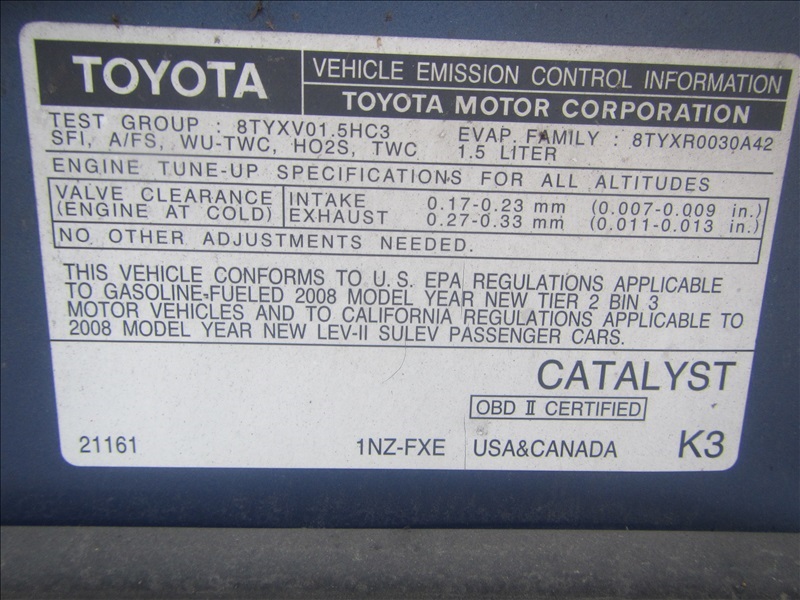 TOYOTA
VEHICLE EMISSION CONTROL INFORMATION
TOYOTA MOTOR CORPORATION
TEST GROUP : 8TYXV01.5HC3 EVAP. FAMILY : 8TYXR0030A42
SFI, A/FS, WU-TWC, HO2S, TWC 1.5 LITER
ENGINE TUNE-UP SPECIFICATIONS FOR ALL ALTITUDES
VALVE CLEARANCE INTAKE 0.17-0.23 mm (0.007-0.009 in.)
(ENGINE AT COLD) EXHAUST 0.27-0.33 mm (0.011-0.013 in.)
NO OTHER ADJUSTMENTS NEEDED.
THIS VEHICLE CONFORMS TO U.S. EPA REGULATIONS APPLICABLE
TO GASOLINE-FUELED 2008 MODEL YEAR NEW TIER 2 BIN 3
MOTOR VEHICLES AND TO CALIFORNIA REGULATIONS APPLICABLE TO
2008 MODEL YEAR NEW LEV-II SULEV PASSENGER CARS.
CATALYST
OBD II CERTIFIED
21161 1NZ-FXE USA&CANADA K3